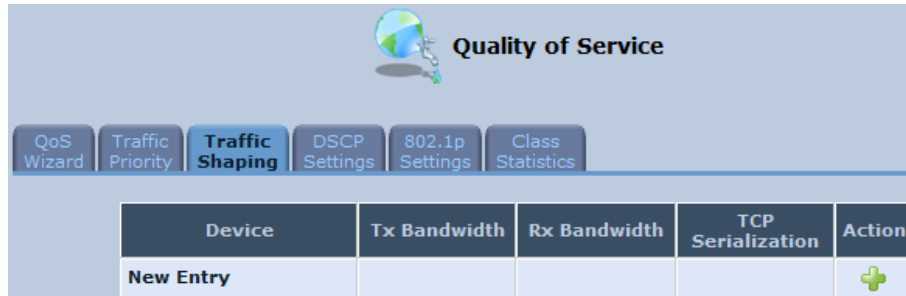 Quality of Service
QoS Wizard
Traffic Priority
Traffic Shaping
DSCP Settings
802.1p Settings
Class Statistics
Device Tx Bandwidth Rx Bandwidth TCP Serialization Action
New Entry